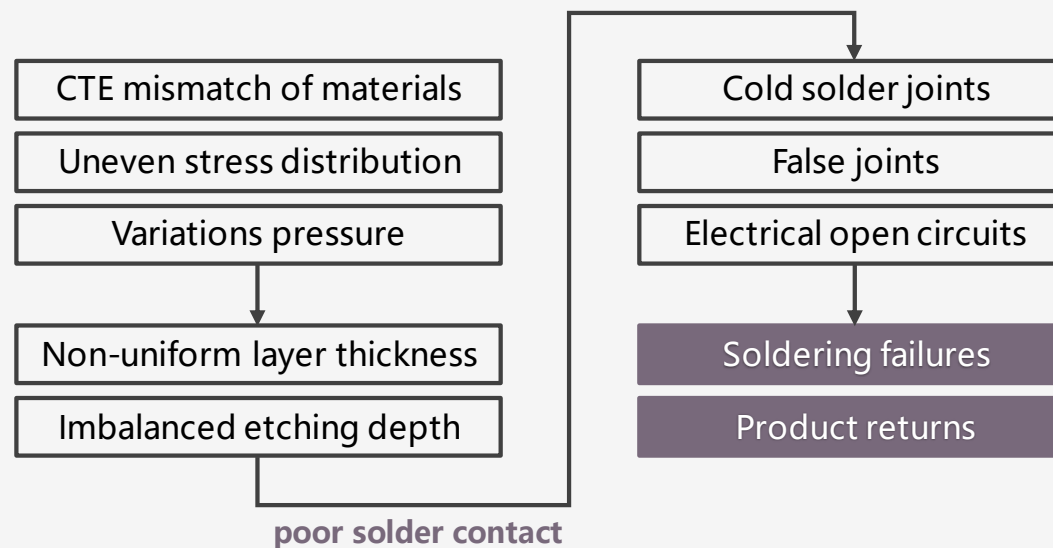 CTE mismatch of materials
Uneven stress distribution
Variations pressure
Non-uniform layer thickness
Imbalanced etching depth
poor solder contact
Cold solder joints
False joints
Electrical open circuits
Soldering failures
Product returns